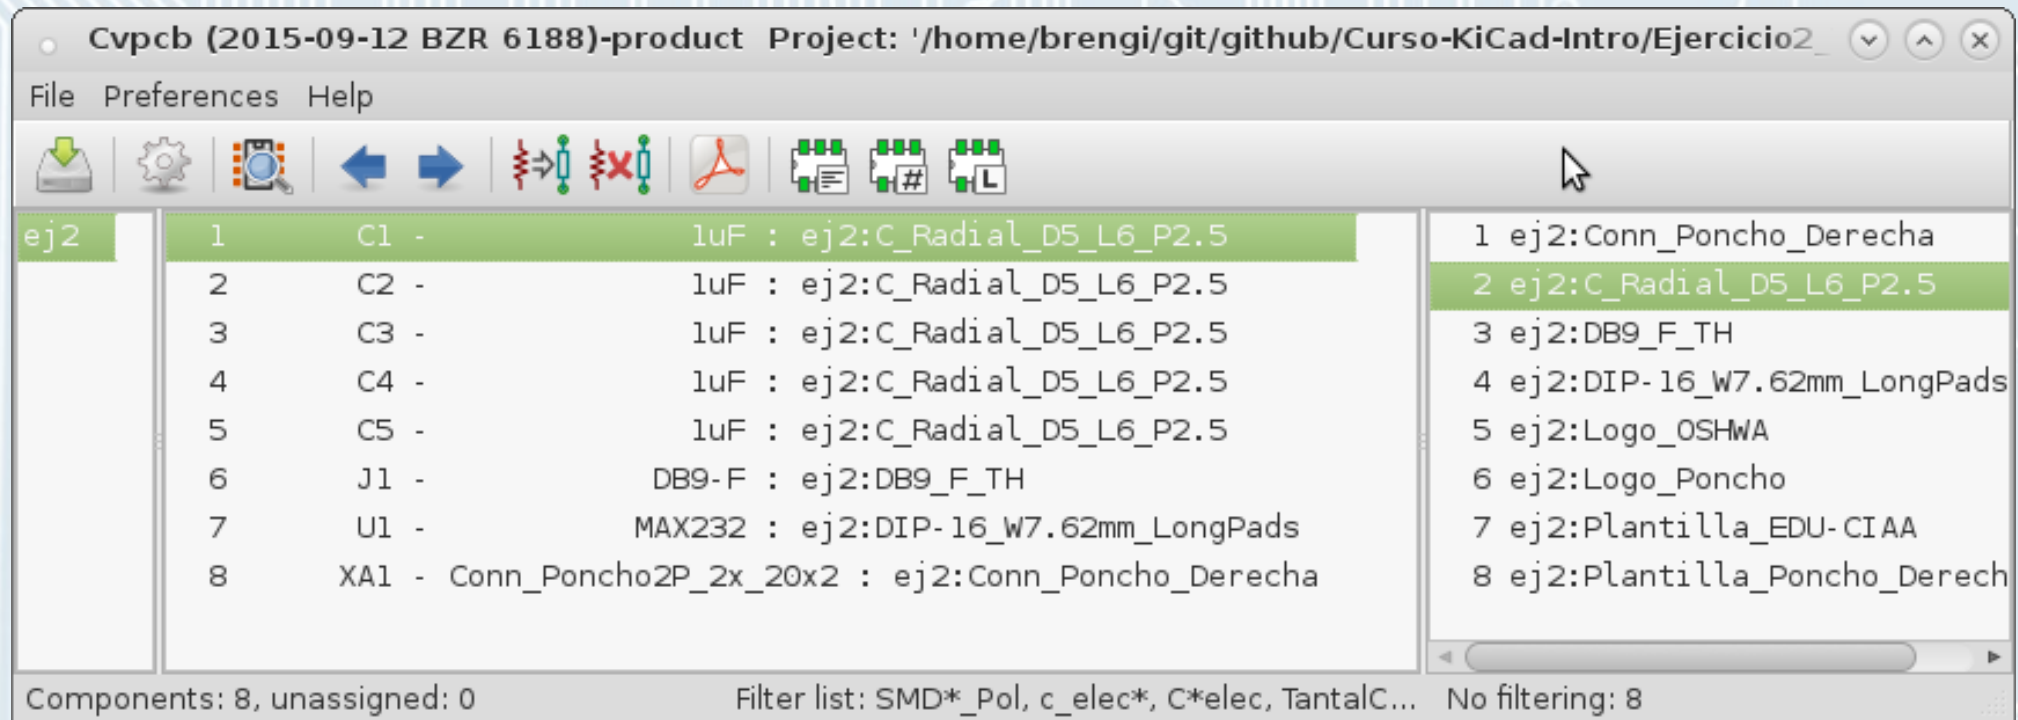 Cvpcb (2015-09-12 BZR 6188)-product Project: '/home/brengi/git/github/Curso-KiCad-Intro/Ejercicio2_
File Preferences Help
ej2
1 C1 - 1uF : ej2:C_Radial_D5_L6_P2.5
2 C2 - 1uF : ej2:C_Radial_D5_L6_P2.5
3 C3 - 1uF : ej2:C_Radial_D5_L6_P2.5
4 C4 - 1uF : ej2:C_Radial_D5_L6_P2.5
5 C5 - 1uF : ej2:C_Radial_D5_L6_P2.5
6 J1 - DB9-F : ej2:DB9_F_TH
7 U1 - MAX232 : ej2:DIP-16_W7.62mm_LongPads
8 XA1 - Conn_Poncho2P_2x_20x2 : ej2:Conn_Poncho_Derecha
1 ej2:Conn_Poncho_Derecha
2 ej2:C_Radial_D5_L6_P2.5
3 ej2:DB9_F_TH
4 ej2:DIP-16_W7.62mm_LongPads
5 ej2:Logo_OSHWA
6 ej2:Logo_Poncho
7 ej2:Plantilla_EDU-CIAA
8 ej2:Plantilla_Poncho_Derech
Components: 8, unassigned: 0
Filter list: SMD*_Pol, c_elec*, C*elec, TantalC...
No filtering: 8